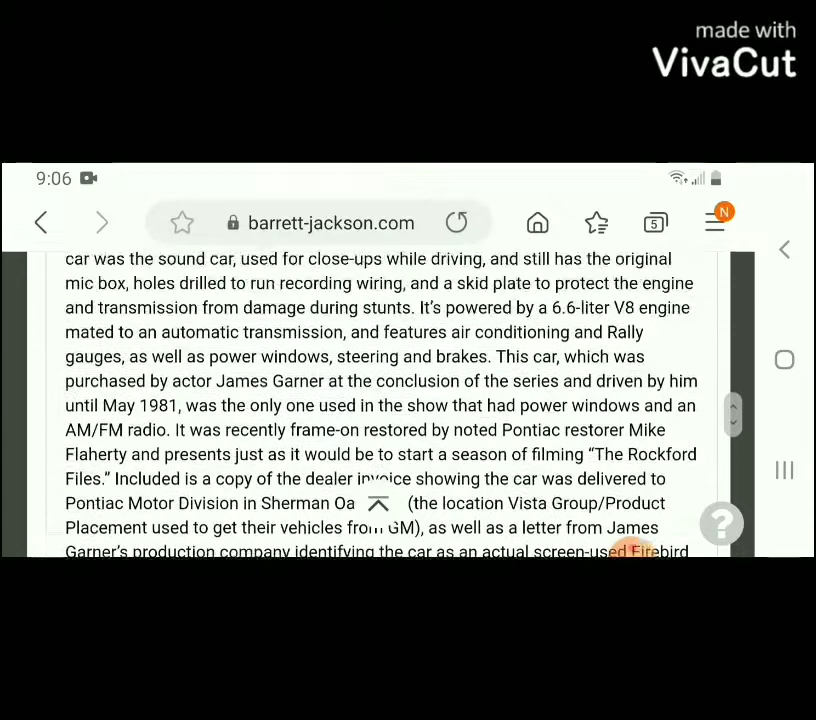 made with
VivaCut
9:06
barrett-jackson.com
5
N
car was the sound car, used for close-ups while driving, and still has the original
mic box, holes drilled to run recording wiring, and a skid plate to protect the engine
and transmission from damage during stunts. It's powered by a 6.6-liter V8 engine
mated to an automatic transmission, and features air conditioning and Rally
gauges, as well as power windows, steering and brakes. This car, which was
purchased by actor James Garner at the conclusion of the series and driven by him
until May 1981, was the only one used in the show that had power windows and an
AM/FM radio. It was recently frame-on restored by noted Pontiac restorer Mike
Flaherty and presents just as it would be to start a season of filming “The Rockford
Files.” Included is a copy of the dealer invoice showing the car was delivered to
Pontiac Motor Division in Sherman Oa (the location Vista Group/Product
Placement used to get their vehicles from GM), as well as a letter from James
Garner's production company identifying the car as an actual screen-used Firebird
?